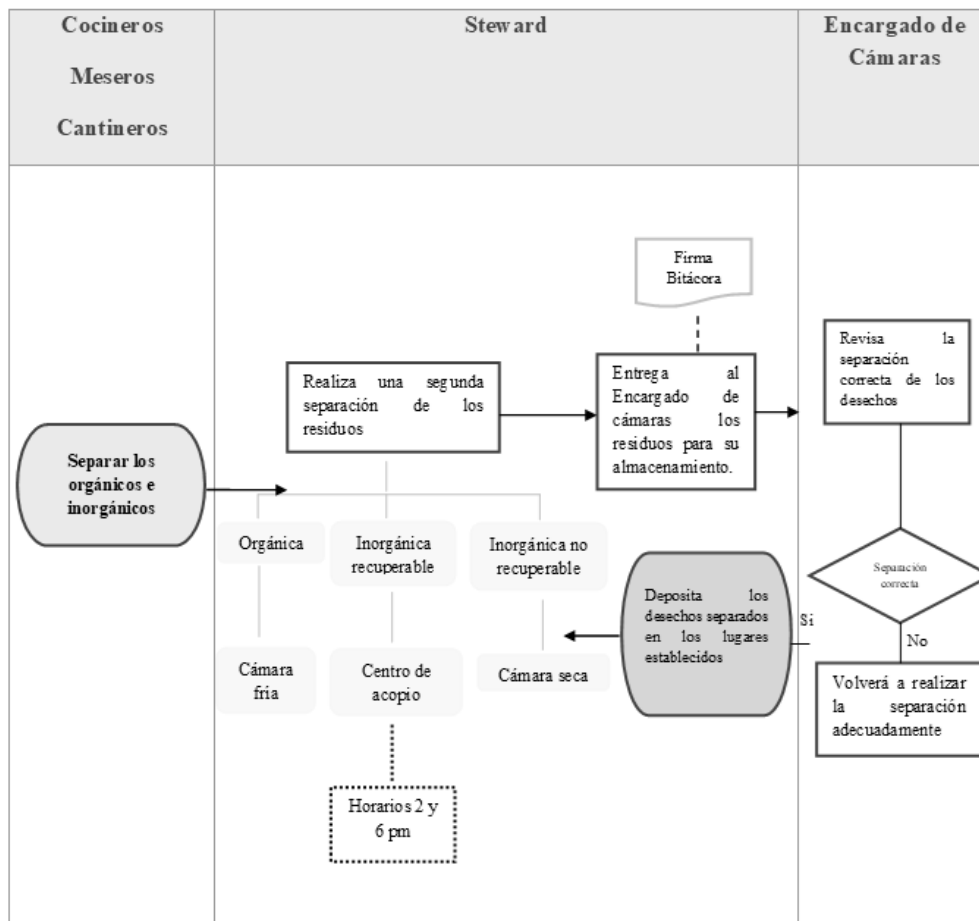 Cocineros
Meseros
Cantineros
Steward
Encargado de
Cámaras
Firma
Bitácora
Revisa la
separación
correcta de los
desechos
Realiza una segunda
separación de los
residuos
Entrega al
Encargado de
cámaras los
residuos para su
almacenamiento.
Separar los
orgánicos e
inorgánicos
Orgánica
Inorgánica
recuperable
Inorgánica no
recuperable
Separación
correcta
Deposita los
desechos separados
en los lugares
establecidos
Si
No
Cámara
fría
Centro de
acopio
Cámara seca
Volverá a realizar
la separación
adecuadamente
Horarios 2 y
6 pm